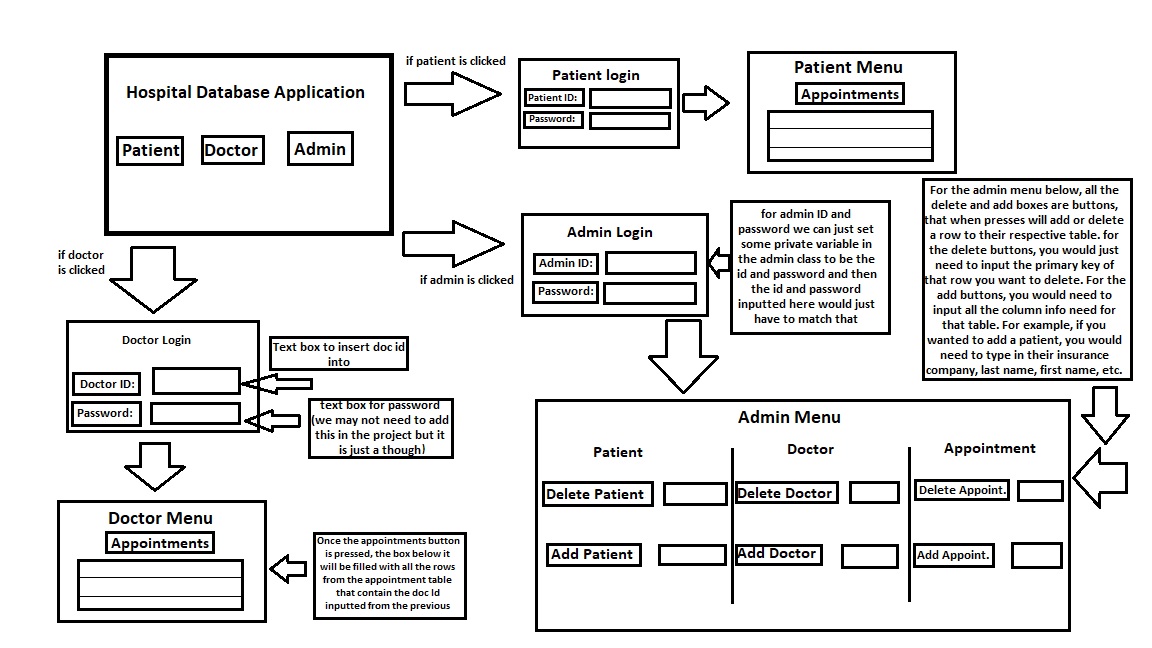 Hospital Database Application
Patient
Doctor
Admin
if patient is clicked
Patient login
Patient ID:
Password:
Patient Menu
Appointments
if admin is clicked
Admin Login
Admin ID:
Password:
for admin ID and
password we can just set
some private variable in
the admin class to be the
id and password and then
the id and password
inputted here would just
have to match that
For the admin menu below, all the
delete and add boxes are buttons,
that when presses will add or delete
a row to their respective table. for
the delete buttons, you would just
need to input the primary key of
that row you want to delete. For the
add buttons, you would need to
input all the column info need for
that table. For example, if you
wanted to add a patient, you would
need to type in their insurance
company, last name, first name, etc.
if doctor
is clicked
Doctor Login
Doctor ID:
Password:
Text box to insert doc id
into
text box for password
(we may not need to add
this in the project but it
is just a though)
Doctor Menu
Appointments
Once the appointments button
is pressed, the box below it
will be filled with all the rows
from the appointment table
that contain the doc Id
inputted from the previous
Admin Menu
Patient
Doctor
Appointment
Delete Patient
Delete Doctor
Delete Appoint.
Add Patient
Add Doctor
Add Appoint.